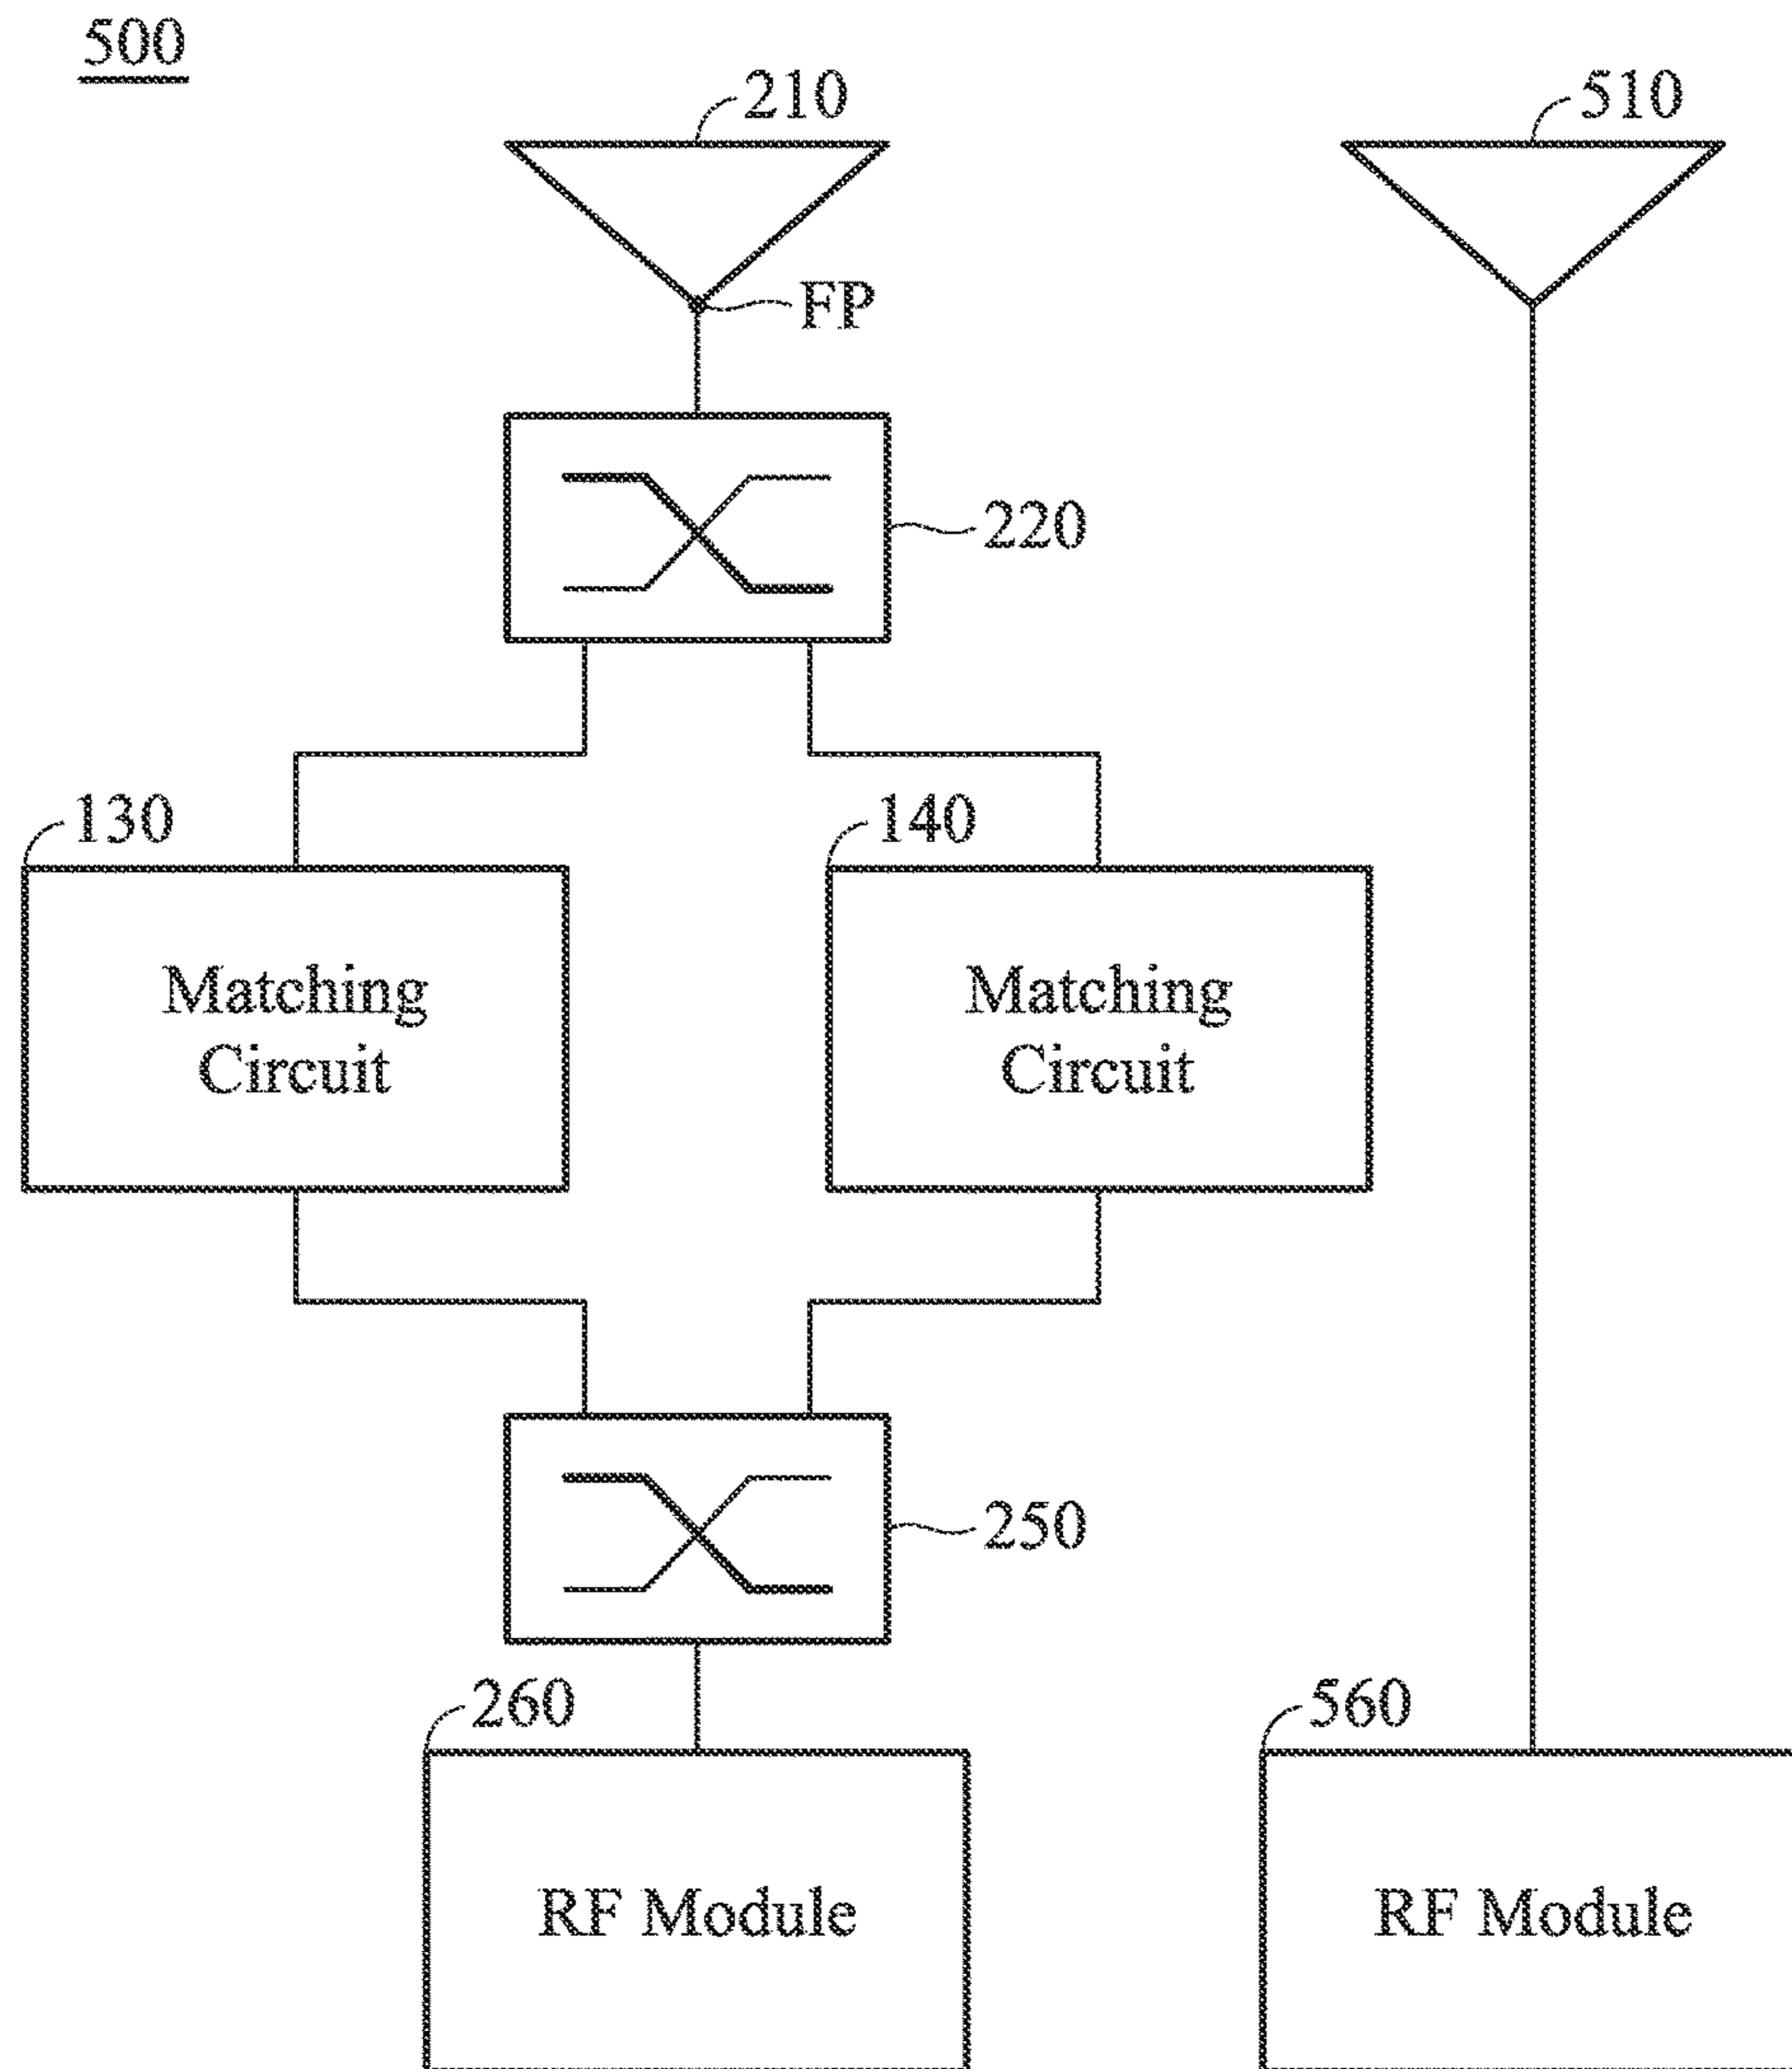 500
210
510
FP
220
130
140
Matching
Circuit
Matching
Circuit
250
260
560
RF Module
RF Module